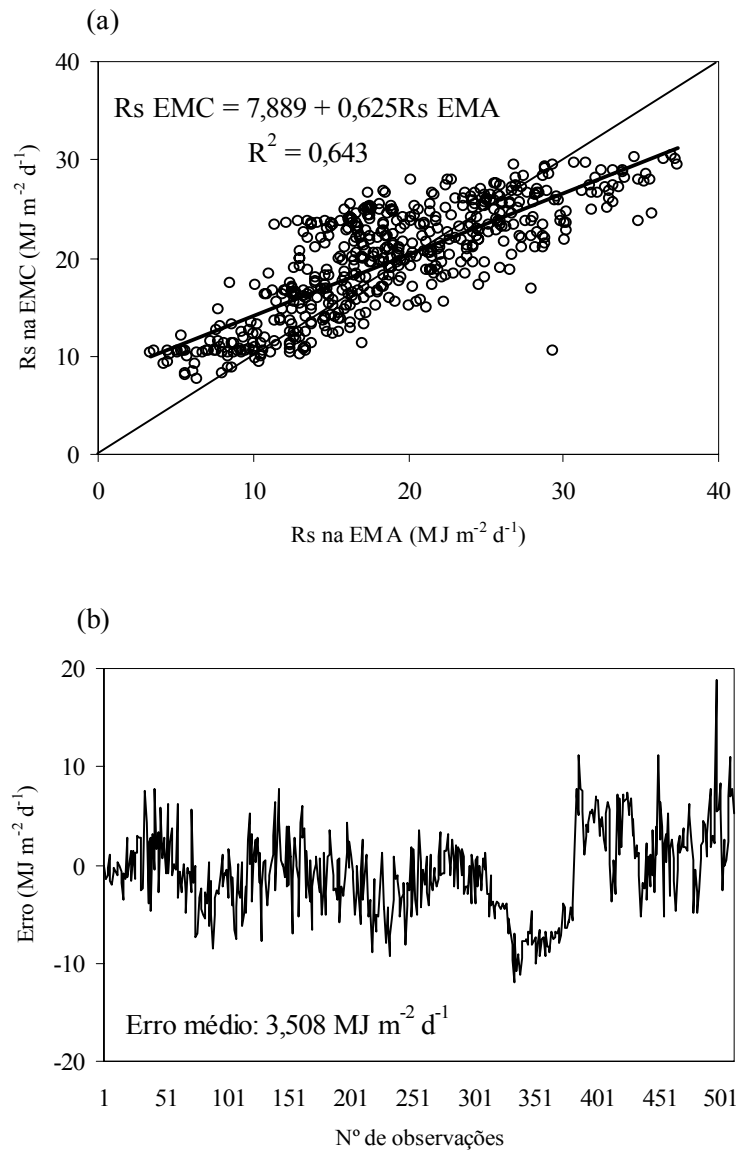 (a)
40
Rs EMC = 7,889 + 0,625Rs EMA
R² = 0,643
30
20
10
0
Rs na EMC (MJ m⁻² d⁻¹)
0 10 20 30 40
Rs na EMA (MJ m⁻² d⁻¹)
(b)
20
10
0
-10
-20
Erro (MJ m⁻² d⁻¹)
Erro médio: 3,508 MJ m⁻² d⁻¹
1 51 101 151 201 251 301 351 401 451 501
Nº de observações